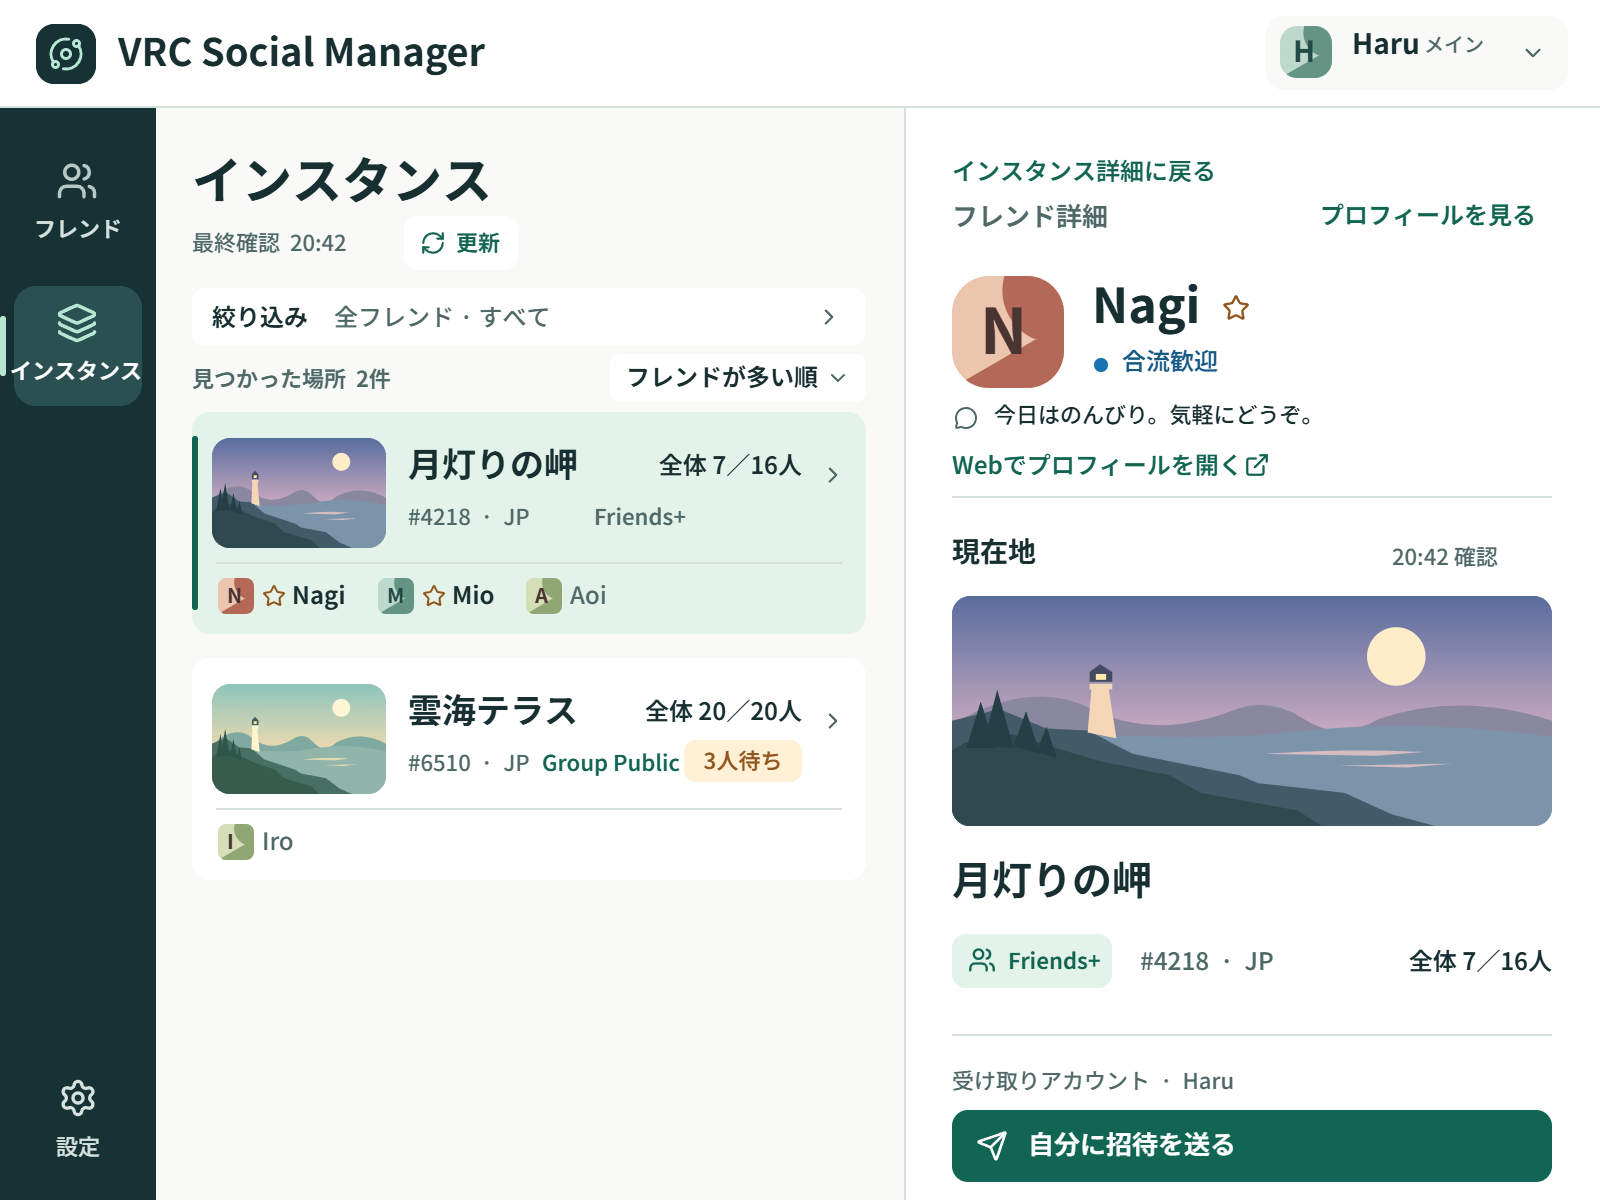 VRC Social Manager
H Haru メイン
フレンド
インスタンス
設定
インスタンス
最終確認 20:42 更新
絞り込み 全フレンド · すべて
見つかった場所 2件 フレンドが多い順
月灯りの岬 全体 7／16人
#4218 · JP Friends+
N Nagi M Mio A Aoi
雲海テラス 全体 20／20人
#6510 · JP Group Public 3人待ち
I Iro
インスタンス詳細に戻る
フレンド詳細 プロフィールを見る
N Nagi
合流歓迎
今日はのんびり。気軽にどうぞ。
Webでプロフィールを開く
現在地 20:42 確認
月灯りの岬
Friends+ #4218 · JP 全体 7／16人
受け取りアカウント · Haru
自分に招待を送る